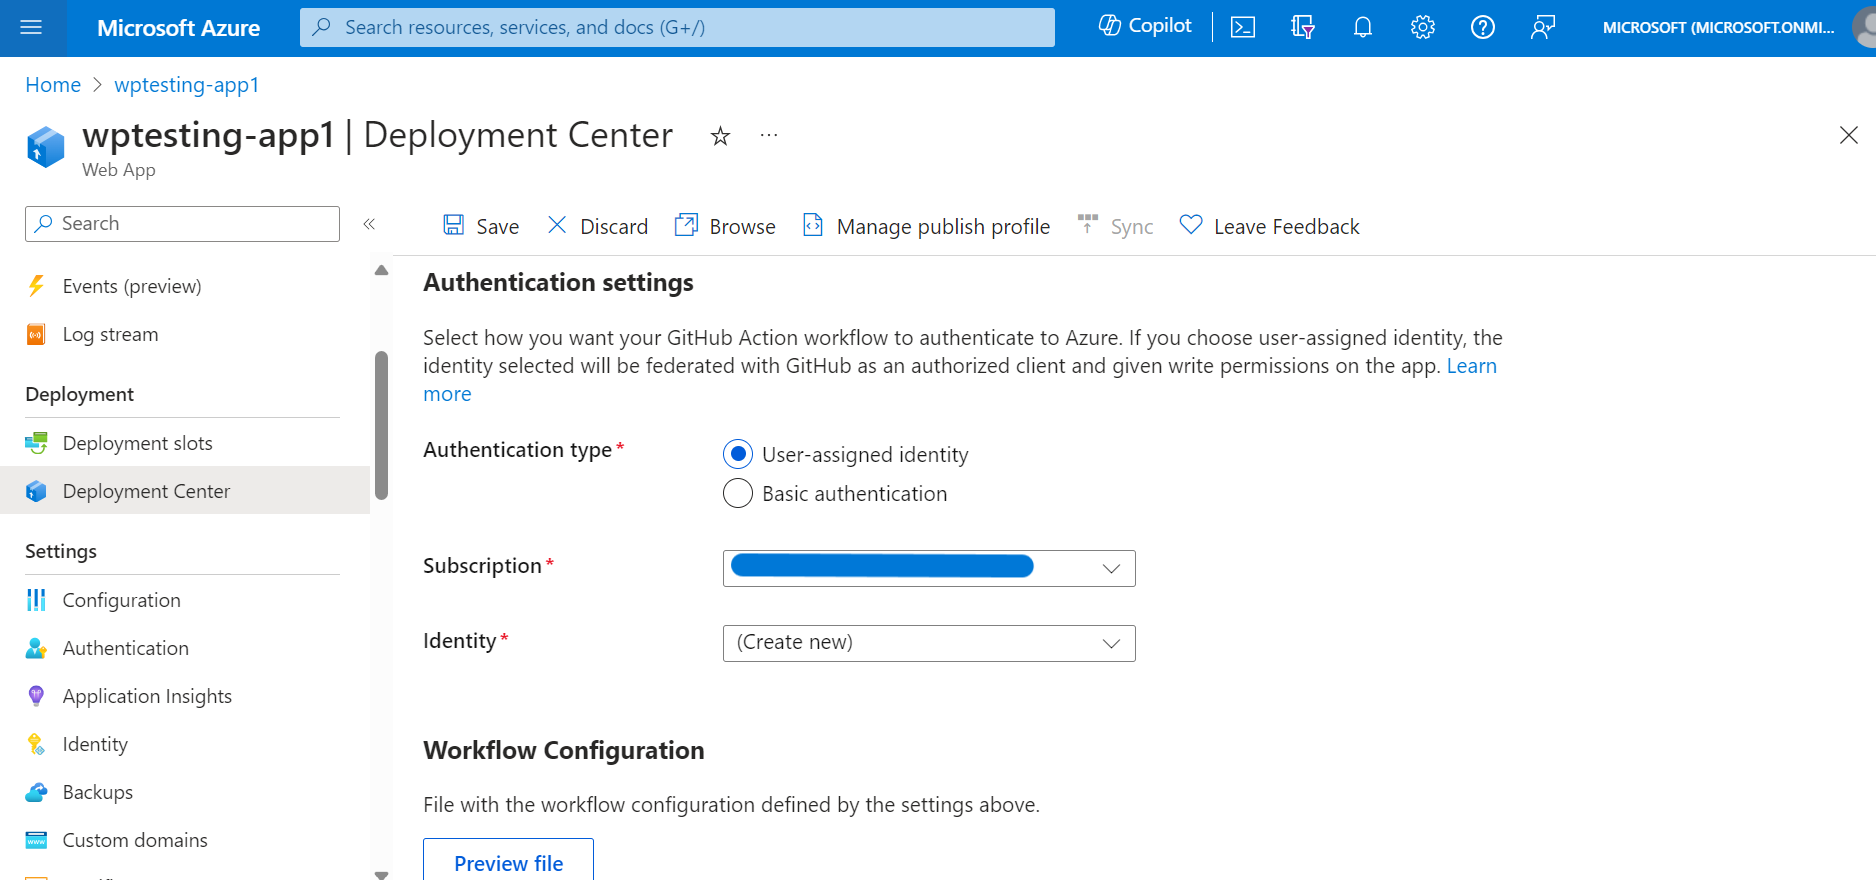 Microsoft Azure
Search resources, services, and docs (G+/)
Copilot
MICROSOFT (MICROSOFT.ONMI...
Home > wptesting-app1
wptesting-app1 | Deployment Center
Web App
Search
Save
Discard
Browse
Manage publish profile
Sync
Leave Feedback
Events (preview)
Log stream
Deployment
Deployment slots
Deployment Center
Settings
Configuration
Authentication
Application Insights
Identity
Backups
Custom domains
Authentication settings
Select how you want your GitHub Action workflow to authenticate to Azure. If you choose user-assigned identity, the
identity selected will be federated with GitHub as an authorized client and given write permissions on the app. Learn
more
Authentication type *
User-assigned identity
Basic authentication
Subscription *
Identity *
(Create new)
Workflow Configuration
File with the workflow configuration defined by the settings above.
Preview file